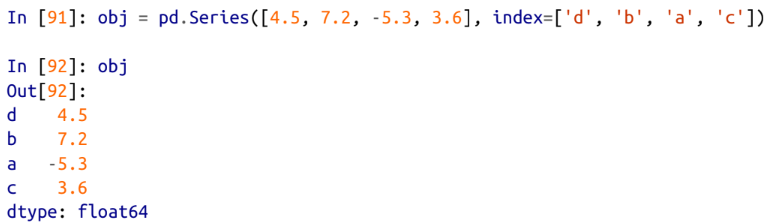 In [91]: obj = pd.Series([4.5, 7.2, -5.3, 3.6], index=['d', 'b', 'a', 'c'])
In [92]: obj
Out[92]:
d    4.5
b    7.2
a   -5.3
c    3.6
dtype: float64